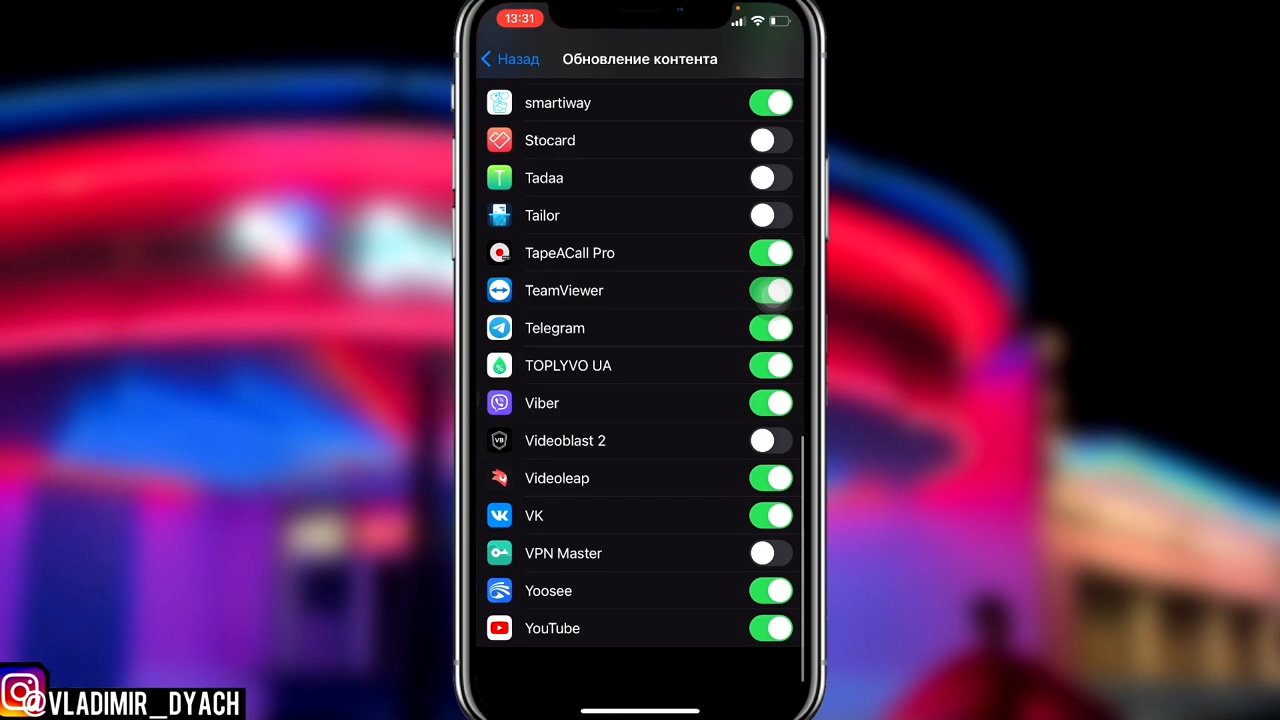 13:31
Назад
Обновление контента
smartiway
Stocard
T
Tadaa
Tailor
TapeACall Pro
TeamViewer
Telegram
%
TOPLYVO UA
Viber
VB
Videoblast 2
Videoleap
VK
VPN Master
Yoosee
YouTube
@VLADIMIR_DYACH